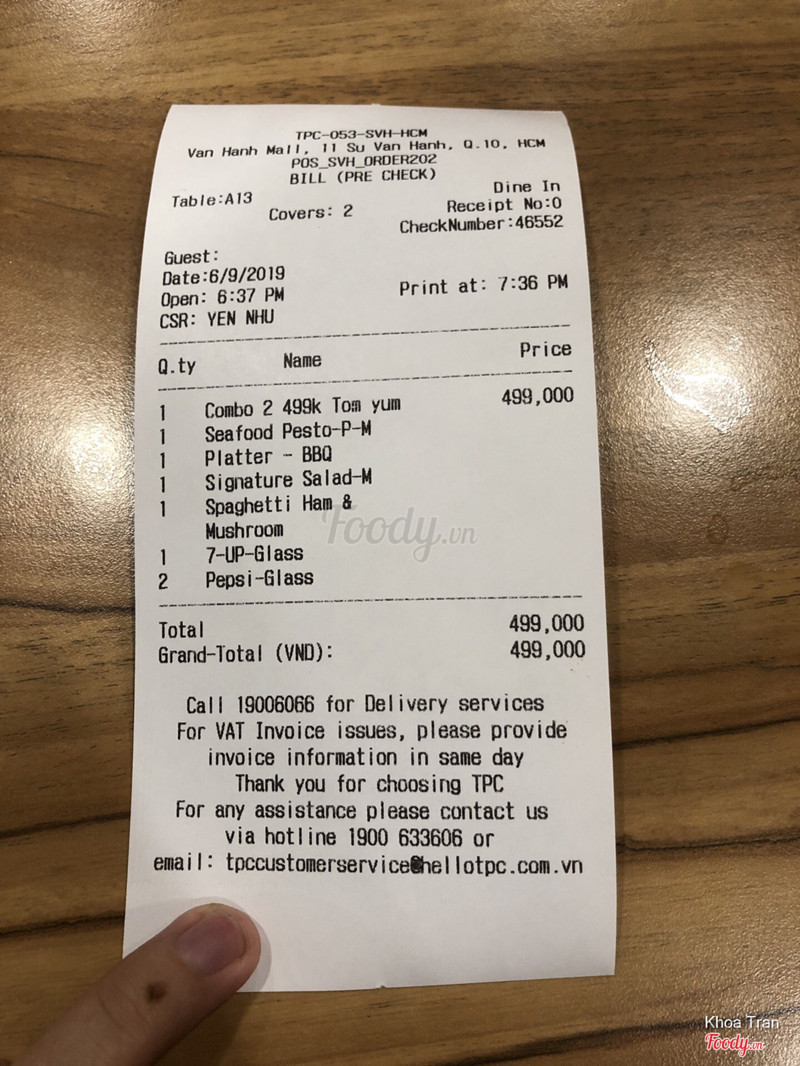 TPC-053-SVH-HCM
Van Hanh Mall, 11 Su Van Hanh, Q.10, HCM
POS_SVH_ORDER202
BILL (PRE CHECK)
Table:A13 Dine In
Covers: 2 Receipt No:0
CheckNumber:46552
Guest:
Date:6/9/2019
Open: 6:37 PM Print at: 7:36 PM
CSR: YEN NHU
Q.ty Name Price
1 Combo 2 499k Tom yum 499,000
1 Seafood Pesto-P-M
1 Platter - BBQ
1 Signature Salad-M
1 Spaghetti Ham &
Mushroom
1 7-UP-Glass
2 Pepsi-Glass
Foody.vn
Total 499,000
Grand-Total (VND): 499,000
Call 19006066 for Delivery services
For VAT Invoice issues, please provide
invoice information in same day
Thank you for choosing TPC
For any assistance please contact us
via hotline 1900 633606 or
email: tpccustomerservice@hellotpc.com.vn
Khoa Tran
Foody.vn